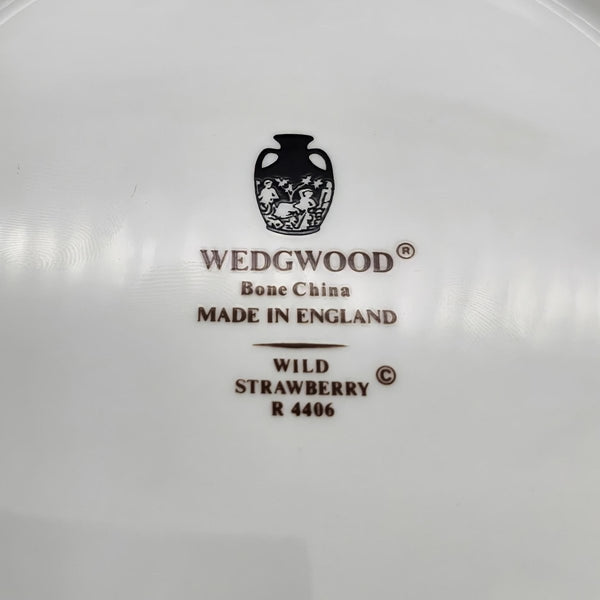 WEDGWOOD®
Bone China
MADE IN ENGLAND
WILD
STRAWBERRY ©
R 4406